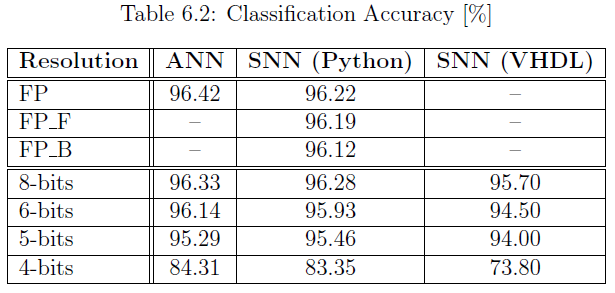 Table 6.2: Classification Accuracy [%]
Resolution ANN SNN (Python) SNN (VHDL)
FP 96.42 96.22 –
FP_F – 96.19 –
FP_B – 96.12 –
8-bits 96.33 96.28 95.70
6-bits 96.14 95.93 94.50
5-bits 95.29 95.46 94.00
4-bits 84.31 83.35 73.80